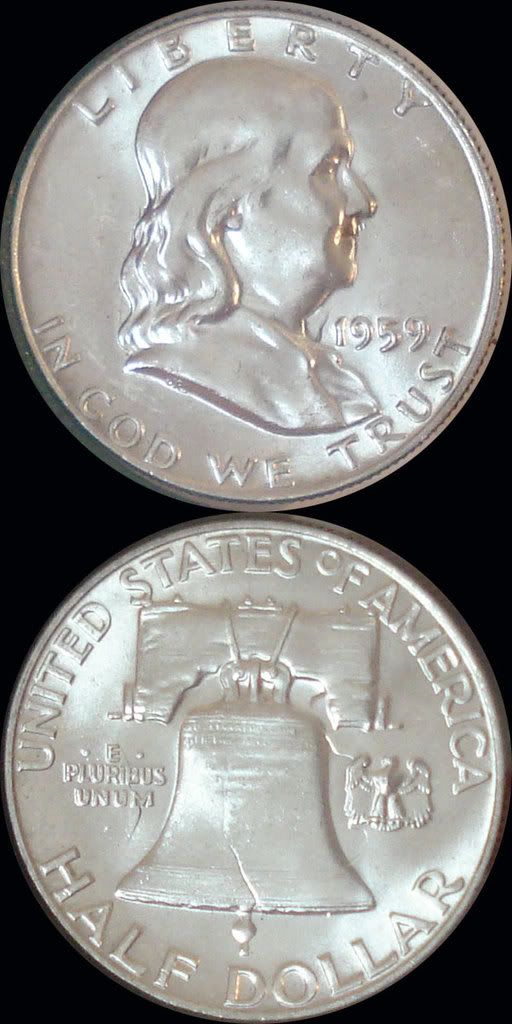 LIBERTY
1959
IN GOD WE TRUST
UNITED STATES OF AMERICA
· E ·
PLURIBUS
UNUM
HALF DOLLAR